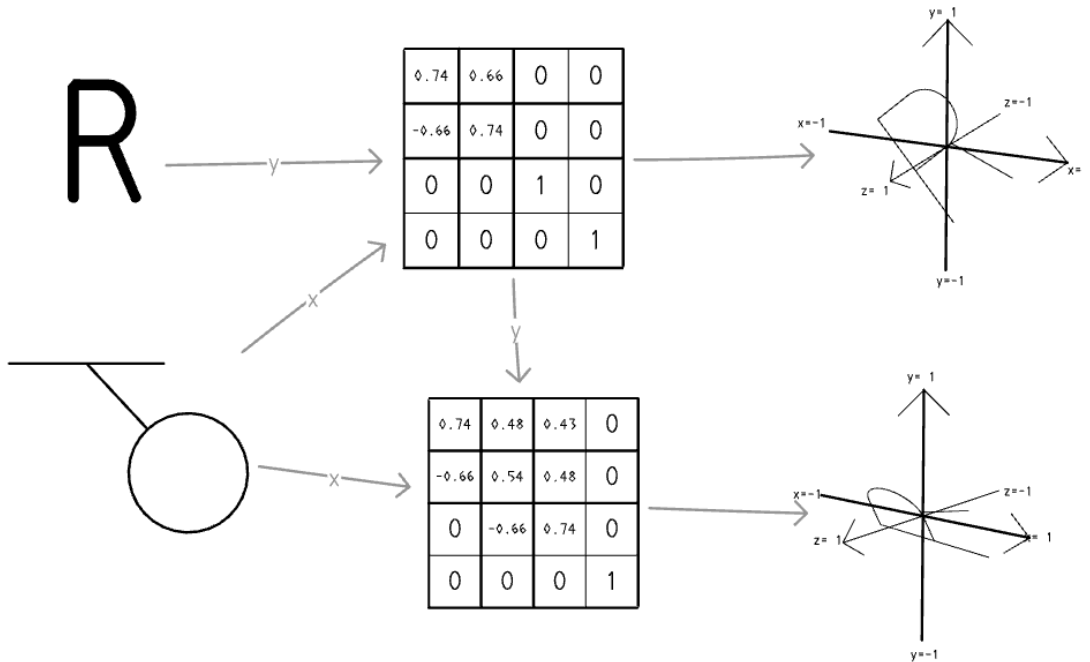 R
y
0.74 0.66 0 0
-0.66 0.74 0 0
0 0 1 0
0 0 0 1
y= 1
z=-1
x=-1
z= 1
x=
y=-1
x
y
x
0.74 0.48 0.43 0
-0.66 0.54 0.48 0
0 -0.66 0.74 0
0 0 0 1
y= 1
x=-1
z=-1
z= 1
= 1
y=-1